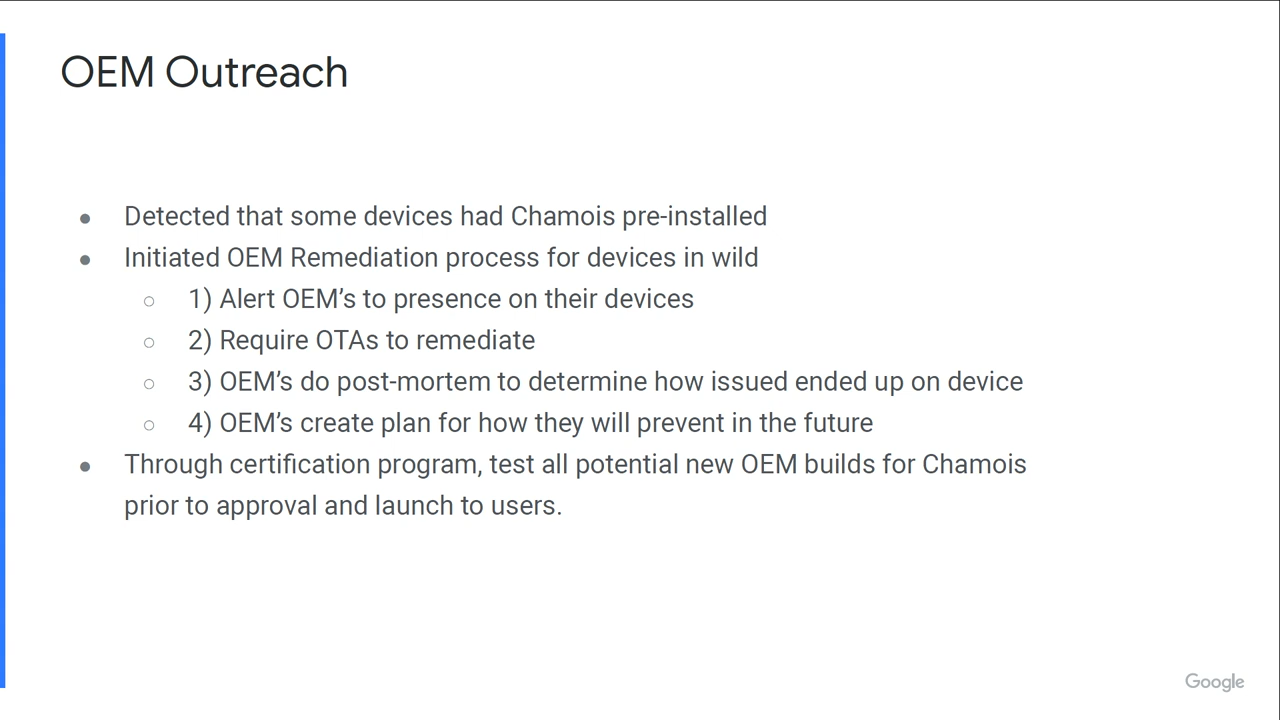 OEM Outreach
● Detected that some devices had Chamois pre-installed
● Initiated OEM Remediation process for devices in wild
○ 1) Alert OEM’s to presence on their devices
○ 2) Require OTAs to remediate
○ 3) OEM’s do post-mortem to determine how issued ended up on device
○ 4) OEM’s create plan for how they will prevent in the future
● Through certification program, test all potential new OEM builds for Chamois
prior to approval and launch to users.
Google